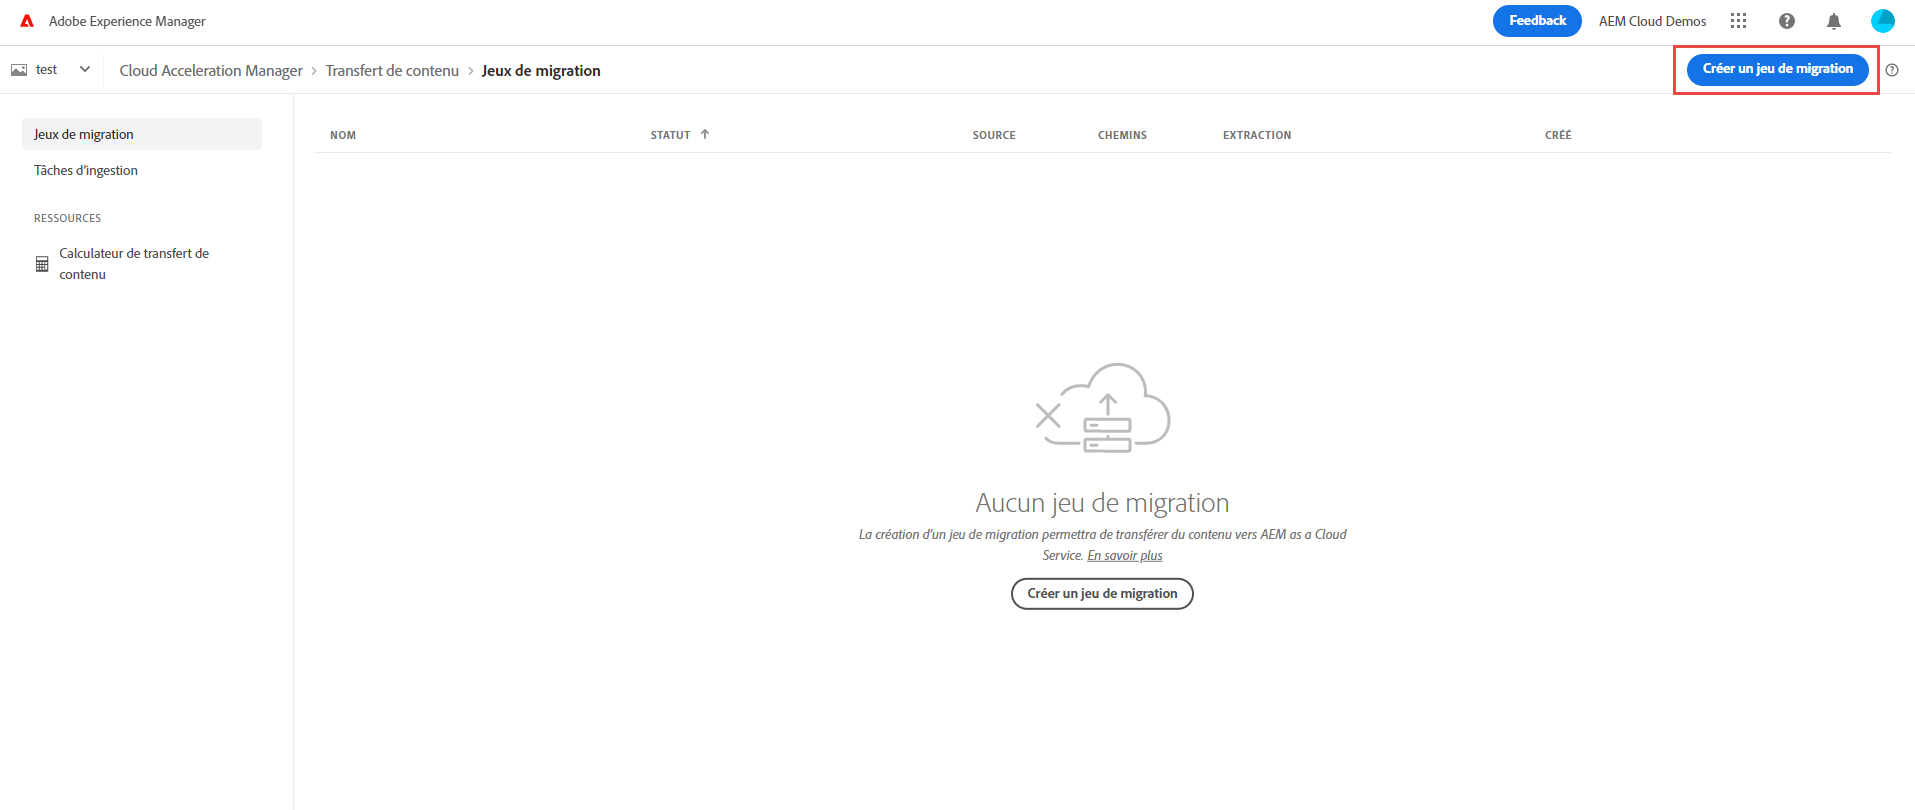 Adobe Experience Manager
Feedback
AEM Cloud Demos
test
Cloud Acceleration Manager > Transfert de contenu > Jeux de migration
Créer un jeu de migration
Jeux de migration
Tâches d'ingestion
RESSOURCES
Calculateur de transfert de
contenu
NOM STATUT ↑ SOURCE CHEMINS EXTRACTION CRÉÉ
Aucun jeu de migration
La création d'un jeu de migration permettra de transférer du contenu vers AEM as a Cloud
Service. En savoir plus
Créer un jeu de migration